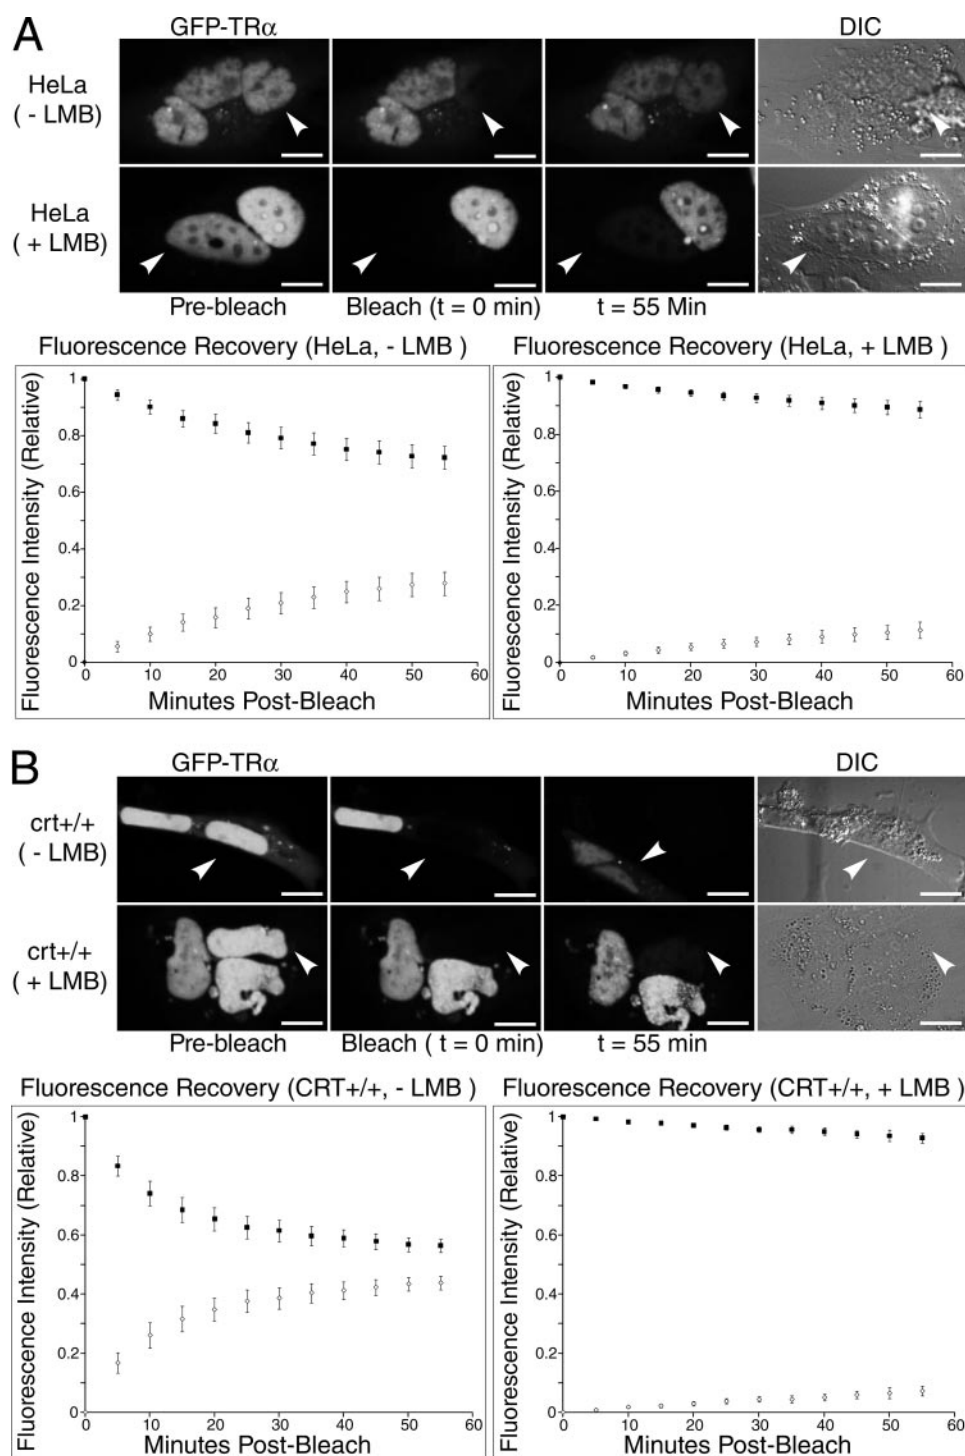 A
GFP-TRα
DIC
HeLa
( - LMB)
HeLa
( + LMB)
Pre-bleach
Bleach (t = 0 min)
t = 55 Min
Fluorescence Recovery (HeLa, - LMB )
Fluorescence Intensity (Relative)
1
0.8
0.6
0.4
0.2
0
0 10 20 30 40 50 60
Minutes Post-Bleach
Fluorescence Recovery (HeLa, + LMB)
Fluorescence Intensity (Relative)
1
0.8
0.6
0.4
0.2
0
0 10 20 30 40 50 60
Minutes Post-Bleach
B
GFP-TRα
DIC
crt+/+
( - LMB)
crt+/+
( + LMB)
Pre-bleach
Bleach ( t = 0 min)
t = 55 min
Fluorescence Recovery (CRT+/+, - LMB )
Fluorescence Intensity (Relative)
1
0.8
0.6
0.4
0.2
0
0 10 20 30 40 50 60
Minutes Post-Bleach
Fluorescence Recovery (CRT+/+, + LMB )
Fluorescence Intensity (Relative)
1
0.8
0.6
0.4
0.2
0
0 10 20 30 40 50 60
Minutes Post-Bleach